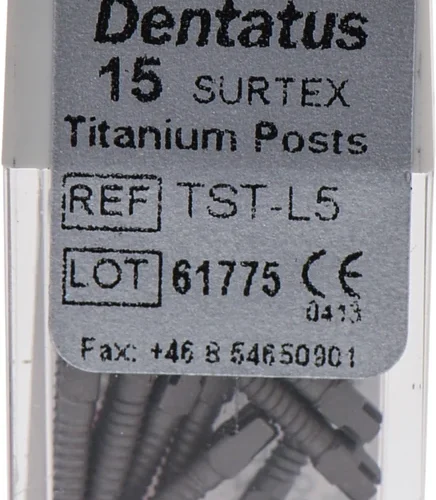 Dentatus
15 SURTEX
Titanium Posts
REF TST-L5
LOT 61775 CE
0413
Fax: +46 8 54650901